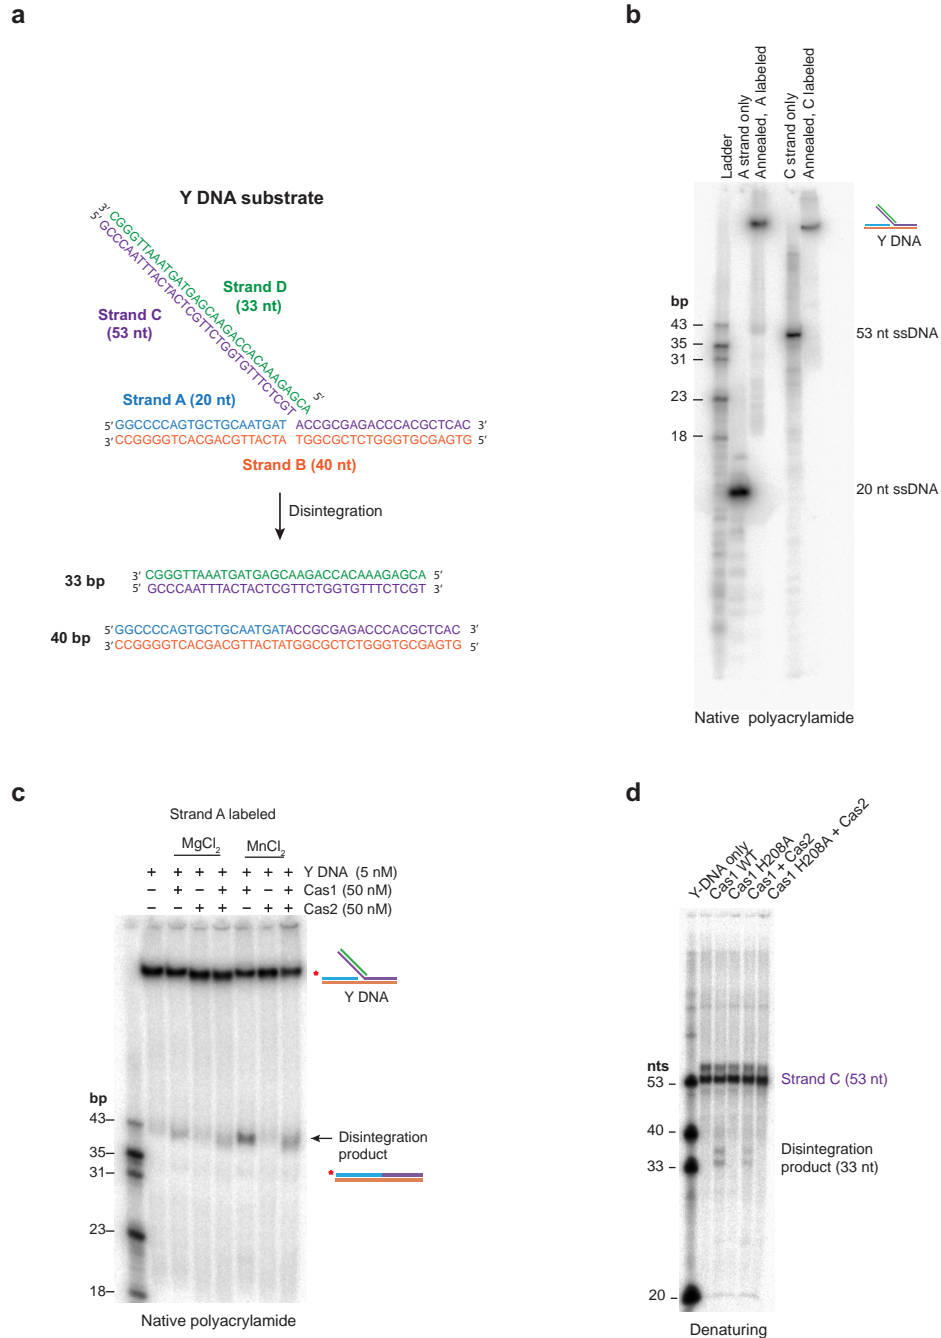 a
Y DNA substrate
3' CGGGTTAAATGATGAGCAAGACCACAAAGAGCA 5'
5' GCCCAATTTACTACTCGTTCTGGTGTTTCTCGT
Strand D
(33 nt)
Strand C
(53 nt)
Strand A (20 nt)
5' GGCCCCAGTGCTGCAATGAT ACCGCGAGACCCACGCTCAC 3'
3' CCGGGGTCACGACGTTACTA TGGCGCTCTGGGTGCGAGTG 5'
Strand B (40 nt)
Disintegration
33 bp
3' CGGGTTAAATGATGAGCAAGACCACAAAGAGCA 5'
5' GCCCAATTTACTACTCGTTCTGGTGTTTCTCGT 3'
40 bp
5' GGCCCCAGTGCTGCAATGATACCGCGAGACCCACGCTCAC 3'
3' CCGGGGTCACGACGTTACTATGGCGCTCTGGGTGCGAGTG 5'
b
Ladder
A strand only
Annealed, A labeled
C strand only
Annealed, C labeled
Y DNA
bp
43
35
31
23
18
53 nt ssDNA
20 nt ssDNA
Native polyacrylamide
c
Strand A labeled
MgCl2 MnCl2
+ + + + + + + Y DNA (5 nM)
− + − + + − + Cas1 (50 nM)
− − + + − + + Cas2 (50 nM)
* Y DNA
bp
43
35
31
23
18
Disintegration
product
*
Native polyacrylamide
d
Y-DNA only
Cas1 WT
Cas1 H208A
Cas1 + Cas2
Cas1 H208A + Cas2
nts
53
40
33
20
Strand C (53 nt)
Disintegration
product (33 nt)
Denaturing